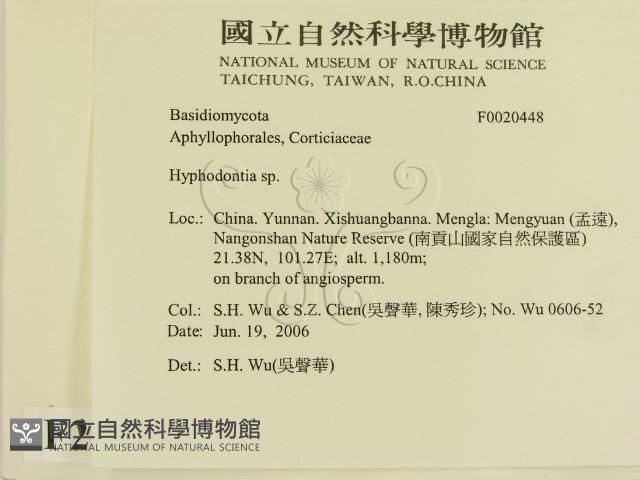 國立自然科學博物館
NATIONAL MUSEUM OF NATURAL SCIENCE
TAICHUNG, TAIWAN, R.O.CHINA
Basidiomycota F0020448
Aphyllophorales, Corticiaceae
Hyphodontia sp.
Loc.: China. Yunnan. Xishuangbanna. Mengla: Mengyuan (孟遠),
Nangonshan Nature Reserve (南貢山國家自然保護區)
21.38N, 101.27E; alt. 1,180m;
on branch of angiosperm.
Col.: S.H. Wu & S.Z. Chen(吳聲華, 陳秀珍); No. Wu 0606-52
Date: Jun. 19, 2006
Det.: S.H. Wu(吳聲華)
國立自然科學博物館
NATIONAL MUSEUM OF NATURAL SCIENCE